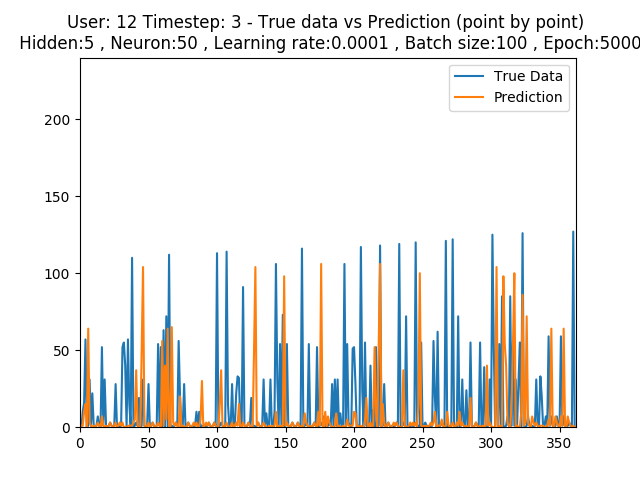 User: 12 Timestep: 3 - True data vs Prediction (point by point)
Hidden:5 , Neuron:50 , Learning rate:0.0001 , Batch size:100 , Epoch:5000
True Data
Prediction
200
150
100
50
0
0 50 100 150 200 250 300 350